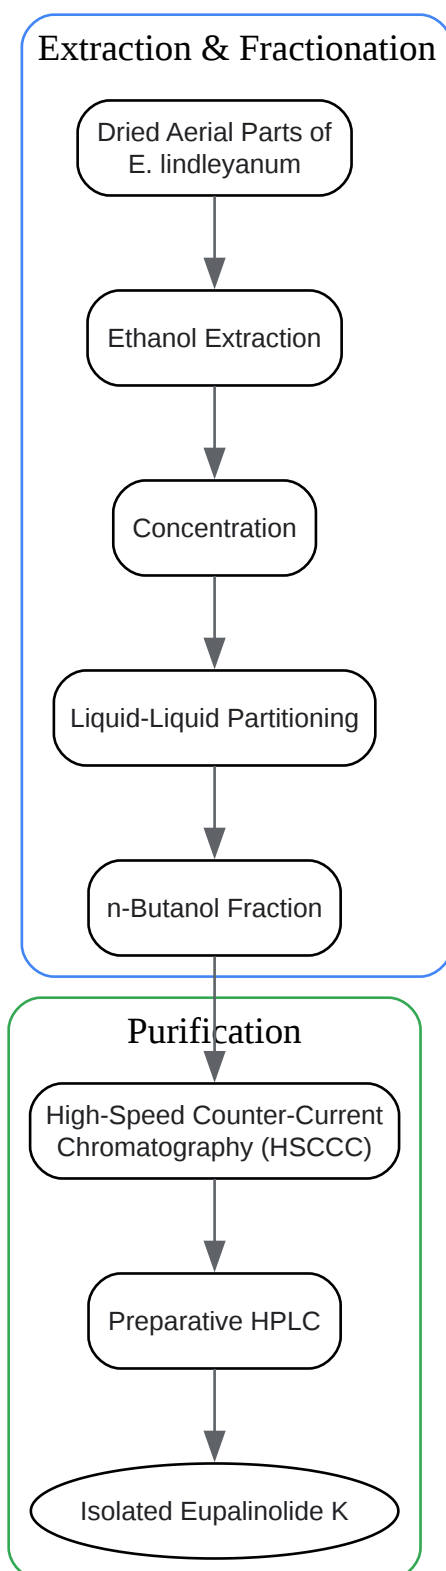 Extraction & Fractionation
Dried Aerial Parts of
E. lindleyanum
Ethanol Extraction
Concentration
Liquid-Liquid Partitioning
n-Butanol Fraction
Purification
High-Speed Counter-Current
Chromatography (HSCCC)
Preparative HPLC
Isolated Eupalinolide K